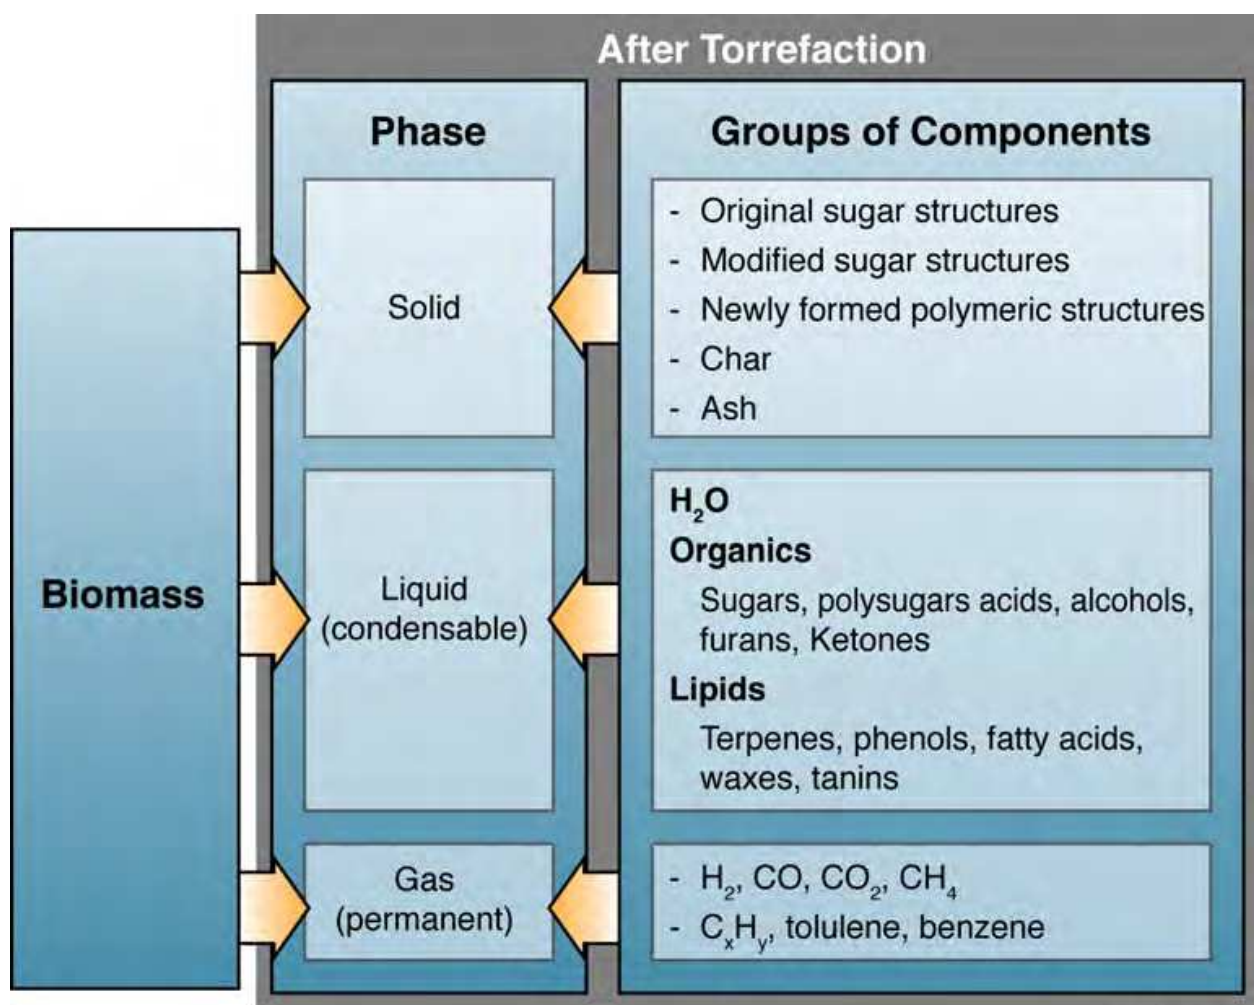 After Torrefaction
Phase
Groups of Components
Biomass
Solid
- Original sugar structures
- Modified sugar structures
- Newly formed polymeric structures
- Char
- Ash
Liquid
(condensable)
H₂O
Organics
Sugars, polysugars acids, alcohols,
furans, Ketones
Lipids
Terpenes, phenols, fatty acids,
waxes, tanins
Gas
(permanent)
- H₂, CO, CO₂, CH₄
- CₓHᵧ, tolulene, benzene